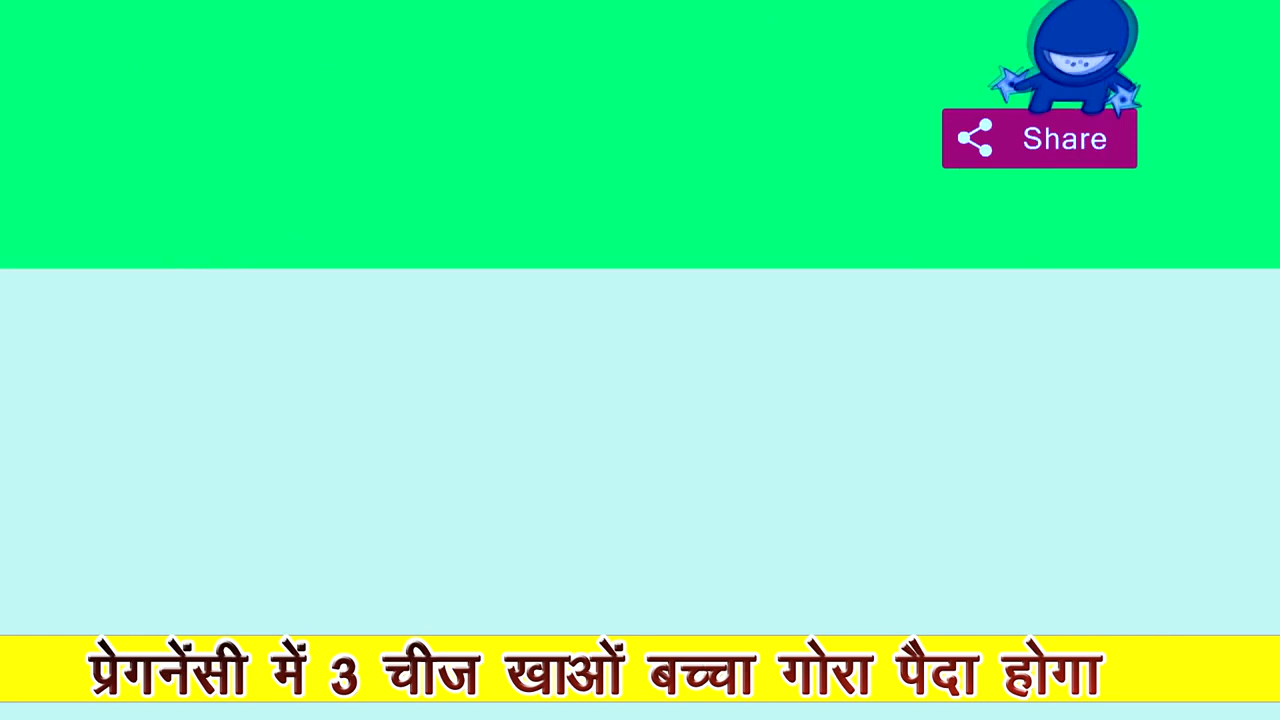 Share
प्रेगनेंसी में 3 चीज खाओं बच्चा गोरा पैदा होगा